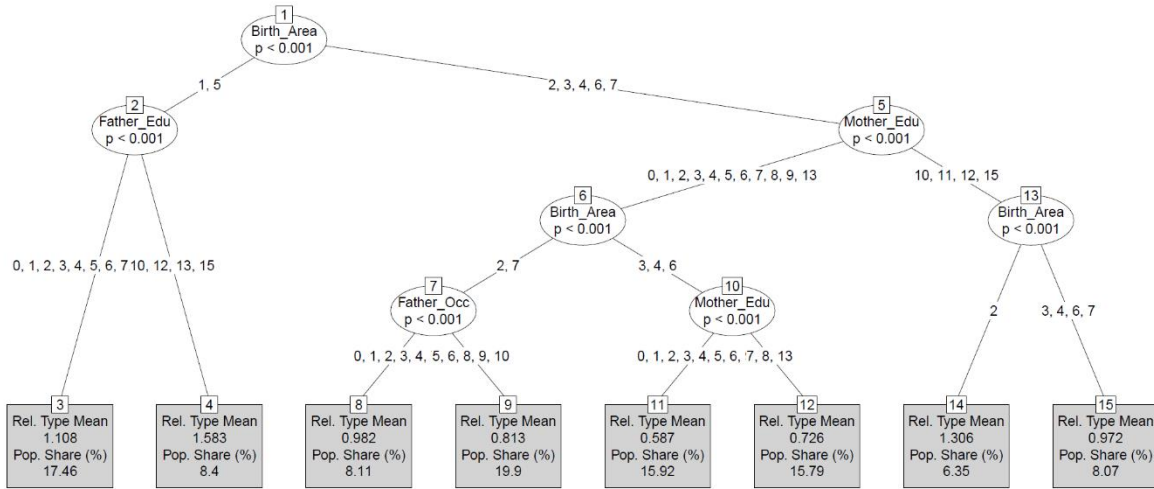 1
Birth_Area
p < 0.001
1, 5
2, 3, 4, 6, 7
2
Father_Edu
p < 0.001
5
Mother_Edu
p < 0.001
0, 1, 2, 3, 4, 5, 6, 7, 8, 9, 13
10, 11, 12, 15
6
Birth_Area
p < 0.001
13
Birth_Area
p < 0.001
0, 1, 2, 3, 4, 5, 6, 7
10, 12, 13, 15
2, 7
3, 4, 6
2
3, 4, 6, 7
7
Father_Occ
p < 0.001
10
Mother_Edu
p < 0.001
0, 1, 2, 3, 4, 5, 6, 8, 9, 10
0, 1, 2, 3, 4, 5, 6, 7, 8, 13
3
Rel. Type Mean
1.108
Pop. Share (%)
17.46
4
Rel. Type Mean
1.583
Pop. Share (%)
8.4
8
Rel. Type Mean
0.982
Pop. Share (%)
8.11
9
Rel. Type Mean
0.813
Pop. Share (%)
19.9
11
Rel. Type Mean
0.587
Pop. Share (%)
15.92
12
Rel. Type Mean
0.726
Pop. Share (%)
15.79
14
Rel. Type Mean
1.306
Pop. Share (%)
6.35
15
Rel. Type Mean
0.972
Pop. Share (%)
8.07